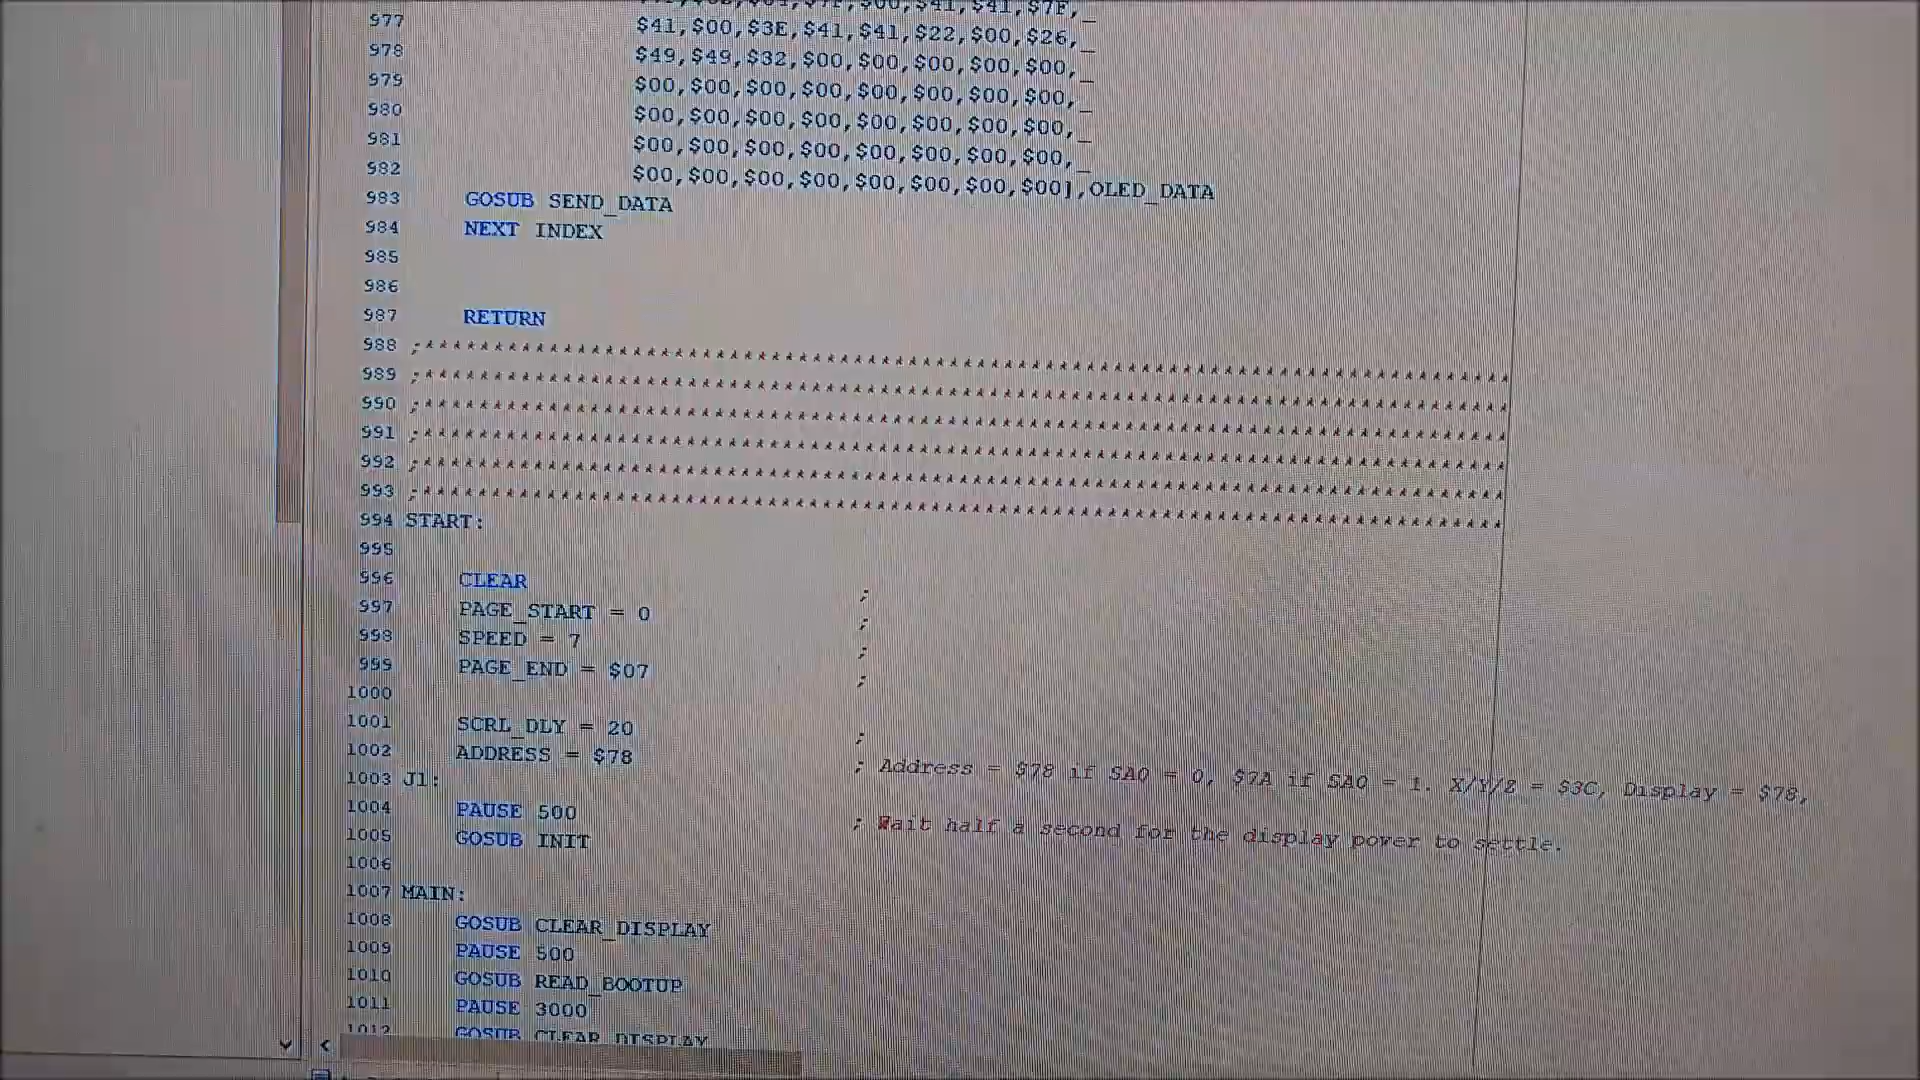 977 $41,$00,$3E,$41,$41,$22,$00,$26,_
978 $49,$49,$32,$00,$00,$00,$00,$00,_
979 $00,$00,$00,$00,$00,$00,$00,$00,_
980 $00,$00,$00,$00,$00,$00,$00,$00,_
981 $00,$00,$00,$00,$00,$00,$00,$00,_
982 $00,$00,$00,$00,$00,$00,$00,$00],OLED_DATA
983 GOSUB SEND_DATA
984 NEXT INDEX
985
986
987 RETURN
988 ;*******************************************************************************
989 ;*******************************************************************************
990 ;*******************************************************************************
991 ;*******************************************************************************
992 ;*******************************************************************************
993 ;*******************************************************************************
994 START:
995
996 CLEAR ;
997 PAGE_START = 0 ;
998 SPEED = 7 ;
999 PAGE_END = $07 ;
1000
1001 SCRL_DLY = 20 ;
1002 ADDRESS = $78 ; Address = $78 if SA0 = 0, $7A if SA0 = 1. X/Y/Z = $3C, Display = $78,
1003 J1:
1004 PAUSE 500 ; Wait half a second for the display power to settle.
1005 GOSUB INIT
1006
1007 MAIN:
1008 GOSUB CLEAR_DISPLAY
1009 PAUSE 500
1010 GOSUB READ_BOOTUP
1011 PAUSE 3000
1012 GOSUB CLEAR_DISPLAY